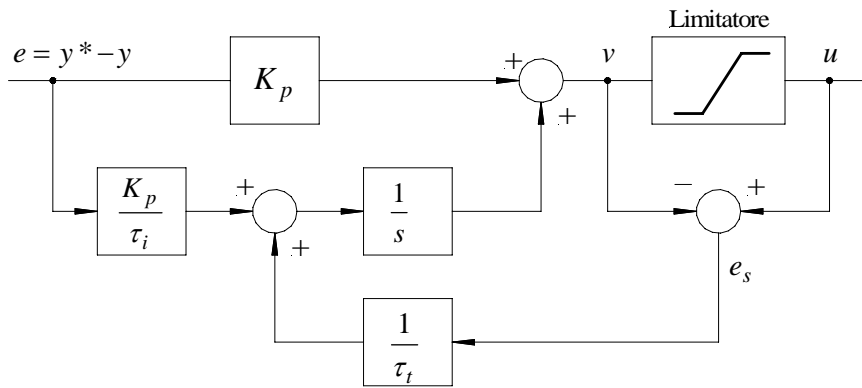 Limitatore
e = y* − y
K_p
+
+
v
u
K_p / τ_i
+
+
1 / s
−
+
e_s
1 / τ_t